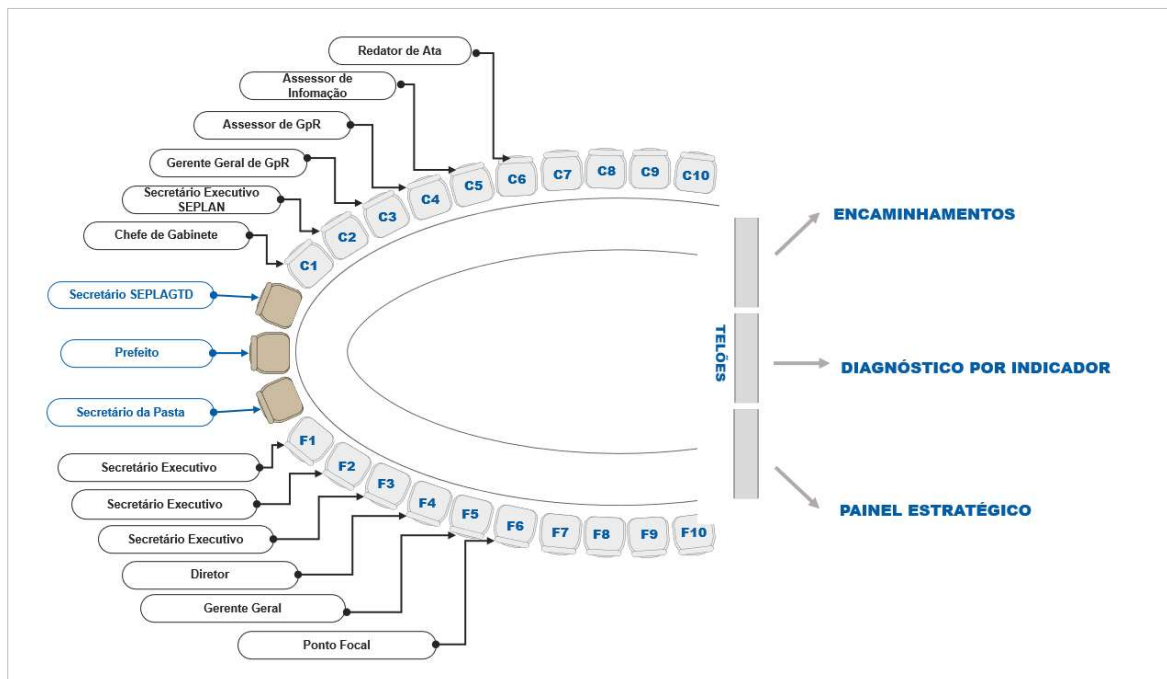 Redator de Ata
Assessor de
Infomação
Assessor de GpR
Gerente Geral de GpR
Secretário Executivo
SEPLAN
Chefe de Gabinete
Secretário SEPLAGTD
Prefeito
Secretário da Pasta
Secretário Executivo
Secretário Executivo
Secretário Executivo
Diretor
Gerente Geral
Ponto Focal
C1
C2
C3
C4
C5
C6
C7
C8
C9
C10
F1
F2
F3
F4
F5
F6
F7
F8
F9
F10
TELÕES
ENCAMINHAMENTOS
DIAGNÓSTICO POR INDICADOR
PAINEL ESTRATÉGICO